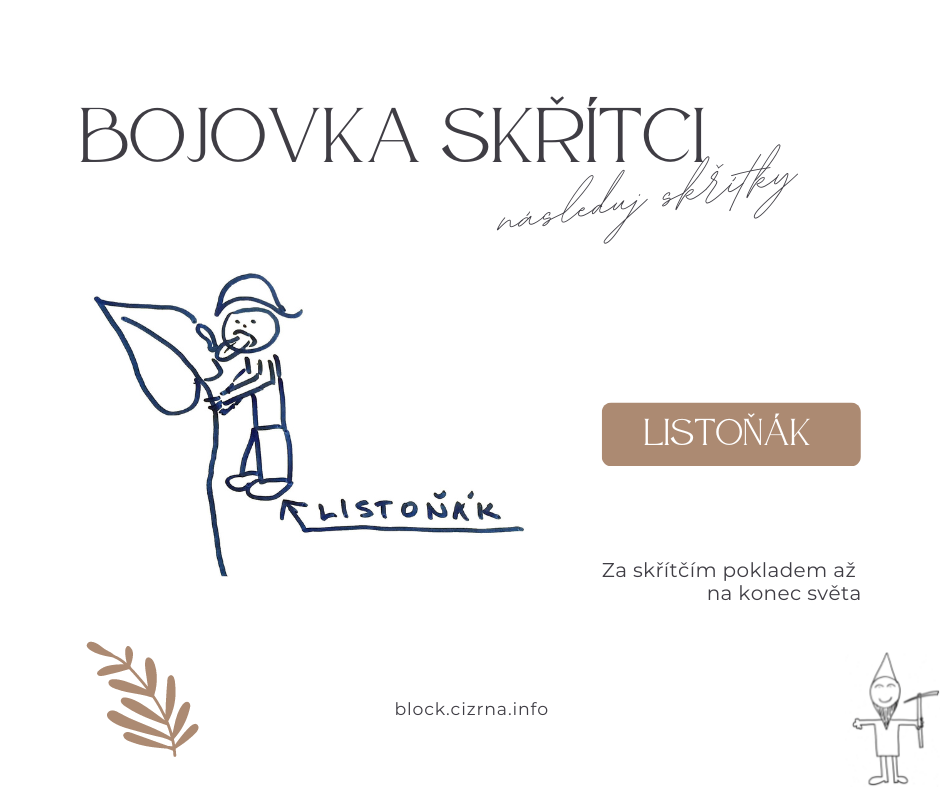 BOJOVKA SKŘÍTCI
následuj skřítky
LISTOŇÁK
LISTOŇÁK
Za skřítčím pokladem až
na konec světa
block.cizrna.info